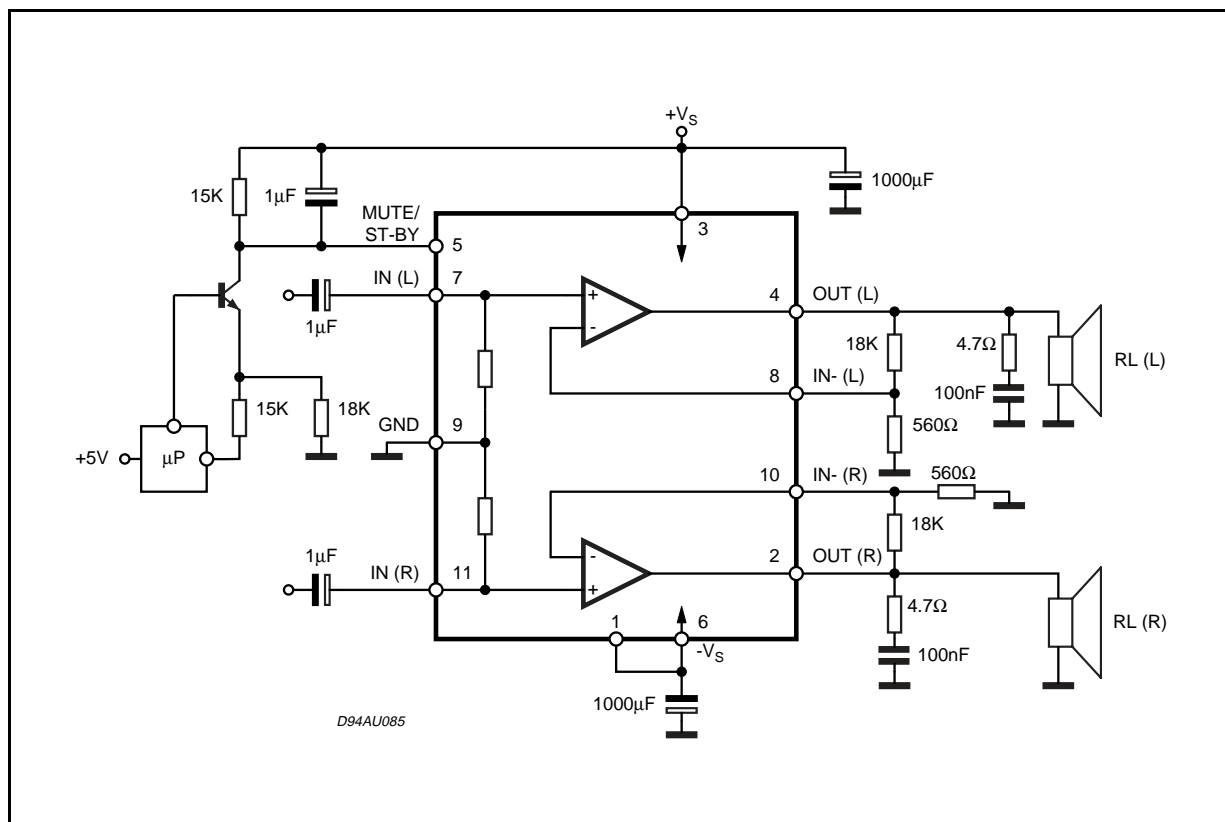 +VS
15K
1µF
1000µF
MUTE/
ST-BY
5
3
IN (L)
7
1µF
+
-
4
OUT (L)
18K
4.7Ω
RL (L)
8
IN- (L)
100nF
15K
18K
GND
9
560Ω
+5V
µP
10
IN- (R)
560Ω
18K
1µF
IN (R)
11
-
+
2
OUT (R)
4.7Ω
RL (R)
1
6
-VS
100nF
1000µF
D94AU085